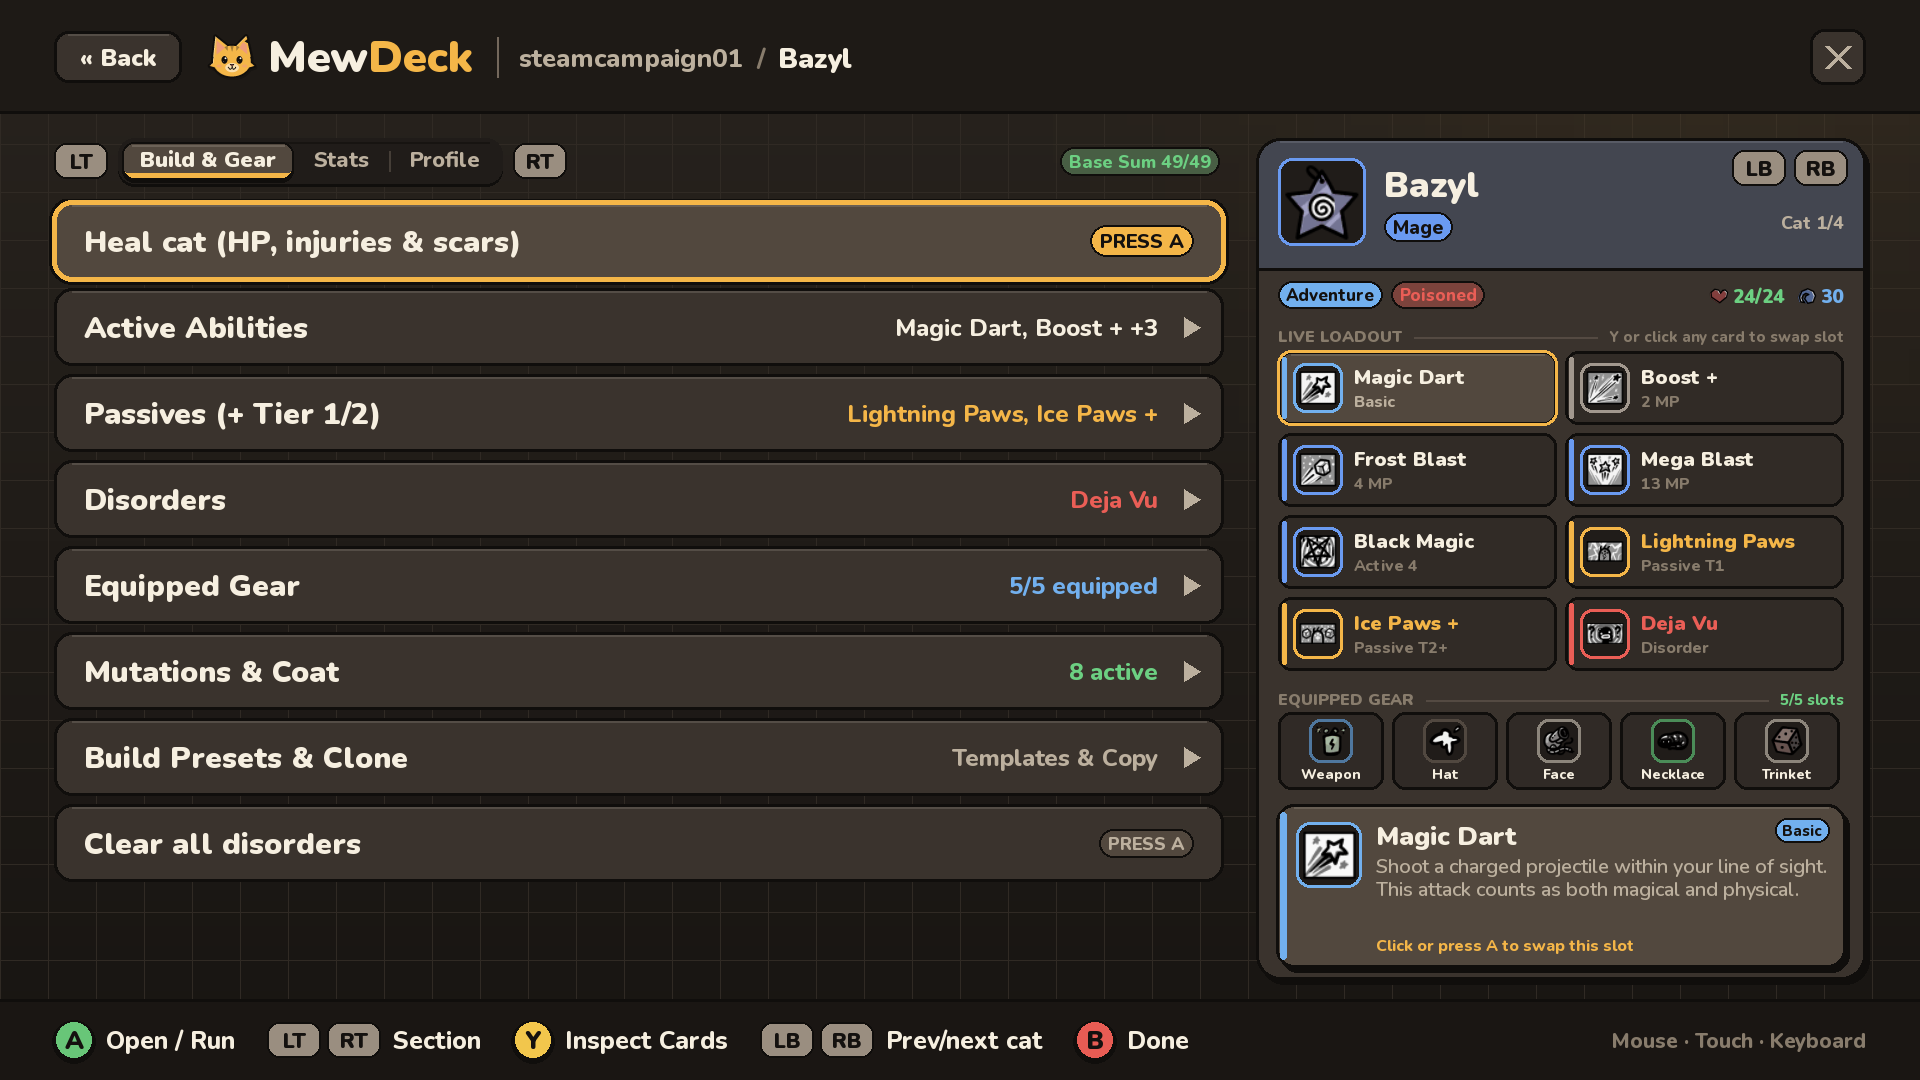 « Back
MewDeck
steamcampaign01 / Bazyl
LT
Build & Gear
Stats
Profile
RT
Base Sum 49/49
Heal cat (HP, injuries & scars)
PRESS A
Active Abilities
Magic Dart, Boost + +3
Passives (+ Tier 1/2)
Lightning Paws, Ice Paws +
Disorders
Deja Vu
Equipped Gear
5/5 equipped
Mutations & Coat
8 active
Build Presets & Clone
Templates & Copy
Clear all disorders
PRESS A
Bazyl
Mage
LB
RB
Cat 1/4
Adventure
Poisoned
24/24
30
LIVE LOADOUT
Y or click any card to swap slot
Magic Dart
Basic
Boost +
2 MP
Frost Blast
4 MP
Mega Blast
13 MP
Black Magic
Active 4
Lightning Paws
Passive T1
Ice Paws +
Passive T2+
Deja Vu
Disorder
EQUIPPED GEAR
5/5 slots
Weapon
Hat
Face
Necklace
Trinket
Magic Dart
Basic
Shoot a charged projectile within your line of sight.
This attack counts as both magical and physical.
Click or press A to swap this slot
A Open / Run
LT RT Section
Y Inspect Cards
LB RB Prev/next cat
B Done
Mouse · Touch · Keyboard